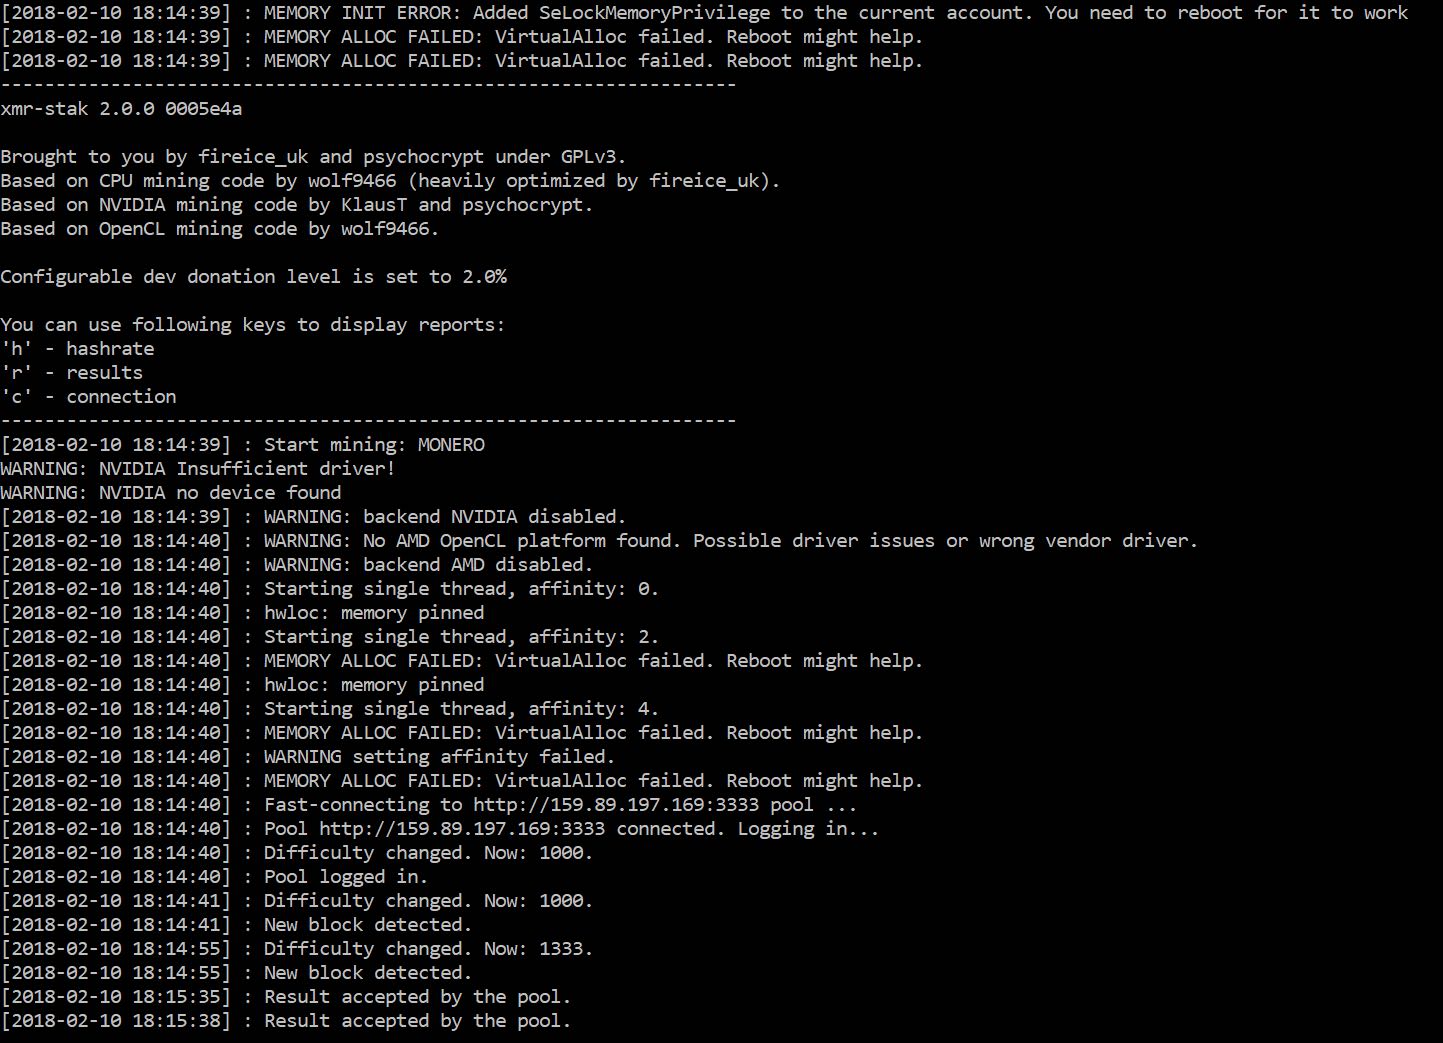 [2018-02-10 18:14:39] : MEMORY INIT ERROR: Added SeLockMemoryPrivilege to the current account. You need to reboot for it to work
[2018-02-10 18:14:39] : MEMORY ALLOC FAILED: VirtualAlloc failed. Reboot might help.
[2018-02-10 18:14:39] : MEMORY ALLOC FAILED: VirtualAlloc failed. Reboot might help.
-------------------------------------------------------------------
xmr-stak 2.0.0 0005e4a
Brought to you by fireice_uk and psychocrypt under GPLv3.
Based on CPU mining code by wolf9466 (heavily optimized by fireice_uk).
Based on NVIDIA mining code by KlausT and psychocrypt.
Based on OpenCL mining code by wolf9466.
Configurable dev donation level is set to 2.0%
You can use following keys to display reports:
'h' - hashrate
'r' - results
'c' - connection
-------------------------------------------------------------------
[2018-02-10 18:14:39] : Start mining: MONERO
WARNING: NVIDIA Insufficient driver!
WARNING: NVIDIA no device found
[2018-02-10 18:14:39] : WARNING: backend NVIDIA disabled.
[2018-02-10 18:14:40] : WARNING: No AMD OpenCL platform found. Possible driver issues or wrong vendor driver.
[2018-02-10 18:14:40] : WARNING: backend AMD disabled.
[2018-02-10 18:14:40] : Starting single thread, affinity: 0.
[2018-02-10 18:14:40] : hwloc: memory pinned
[2018-02-10 18:14:40] : Starting single thread, affinity: 2.
[2018-02-10 18:14:40] : MEMORY ALLOC FAILED: VirtualAlloc failed. Reboot might help.
[2018-02-10 18:14:40] : hwloc: memory pinned
[2018-02-10 18:14:40] : Starting single thread, affinity: 4.
[2018-02-10 18:14:40] : MEMORY ALLOC FAILED: VirtualAlloc failed. Reboot might help.
[2018-02-10 18:14:40] : WARNING setting affinity failed.
[2018-02-10 18:14:40] : MEMORY ALLOC FAILED: VirtualAlloc failed. Reboot might help.
[2018-02-10 18:14:40] : Fast-connecting to http://159.89.197.169:3333 pool ...
[2018-02-10 18:14:40] : Pool http://159.89.197.169:3333 connected. Logging in...
[2018-02-10 18:14:40] : Difficulty changed. Now: 1000.
[2018-02-10 18:14:40] : Pool logged in.
[2018-02-10 18:14:41] : Difficulty changed. Now: 1000.
[2018-02-10 18:14:41] : New block detected.
[2018-02-10 18:14:55] : Difficulty changed. Now: 1333.
[2018-02-10 18:14:55] : New block detected.
[2018-02-10 18:15:35] : Result accepted by the pool.
[2018-02-10 18:15:38] : Result accepted by the pool.